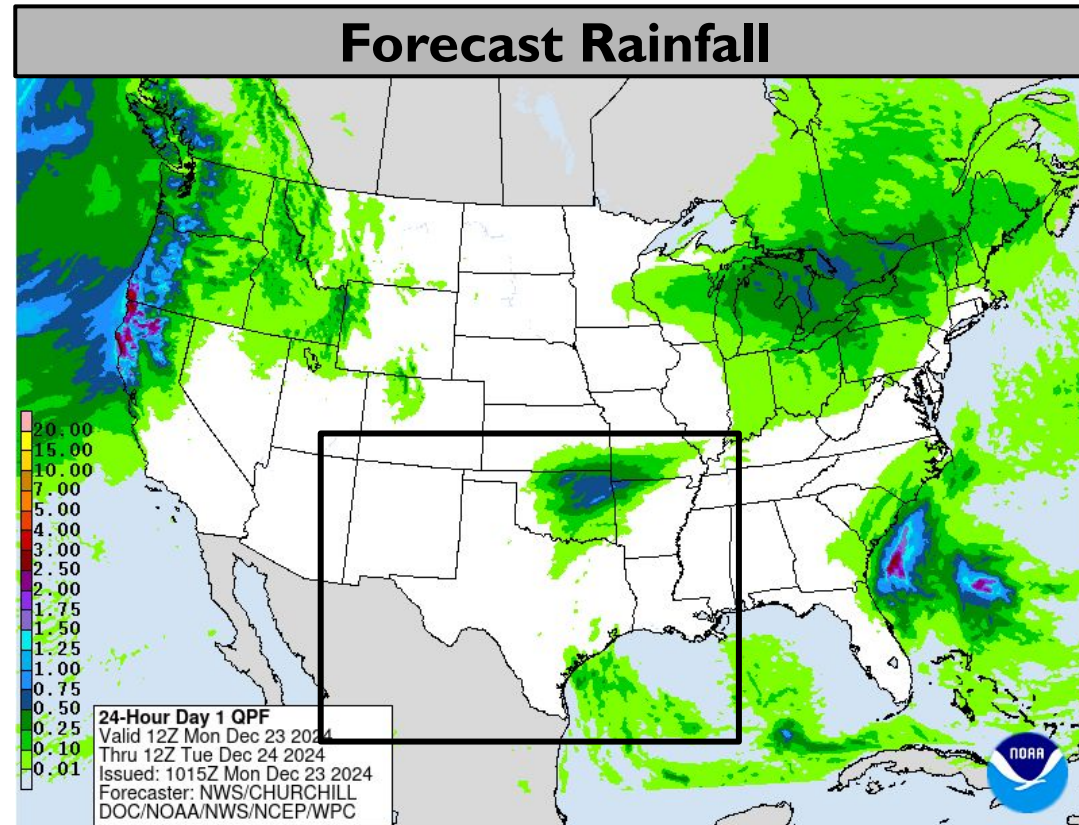 Forecast Rainfall
20.00
15.00
10.00
7.00
5.00
4.00
3.00
2.50
2.00
1.75
1.50
1.25
1.00
0.75
0.50
0.25
0.10
0.01
24-Hour Day 1 QPF
Valid 12Z Mon Dec 23 2024
Thru 12Z Tue Dec 24 2024
Issued: 1015Z Mon Dec 23 2024
Forecaster: NWS/CHURCHILL
DOC/NOAA/NWS/NCEP/WPC
NOAA